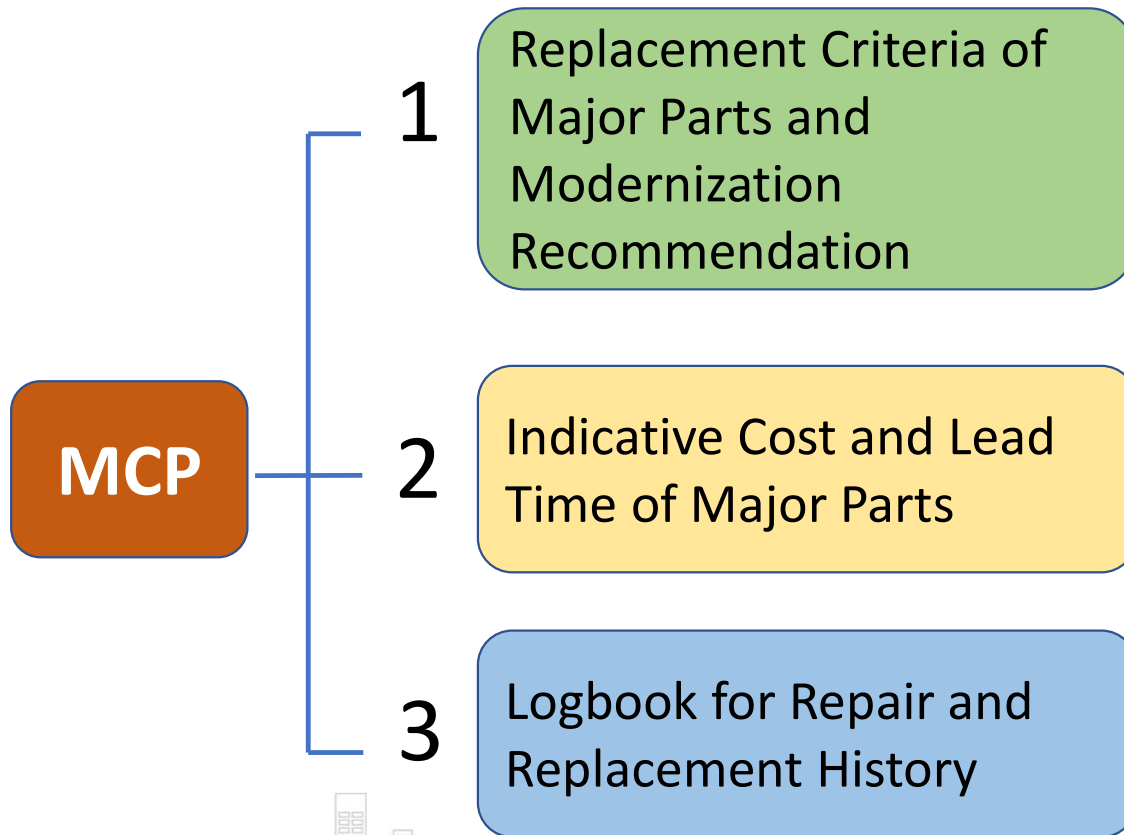 1
Replacement Criteria of
Major Parts and
Modernization
Recommendation
MCP
2
Indicative Cost and Lead
Time of Major Parts
3
Logbook for Repair and
Replacement History